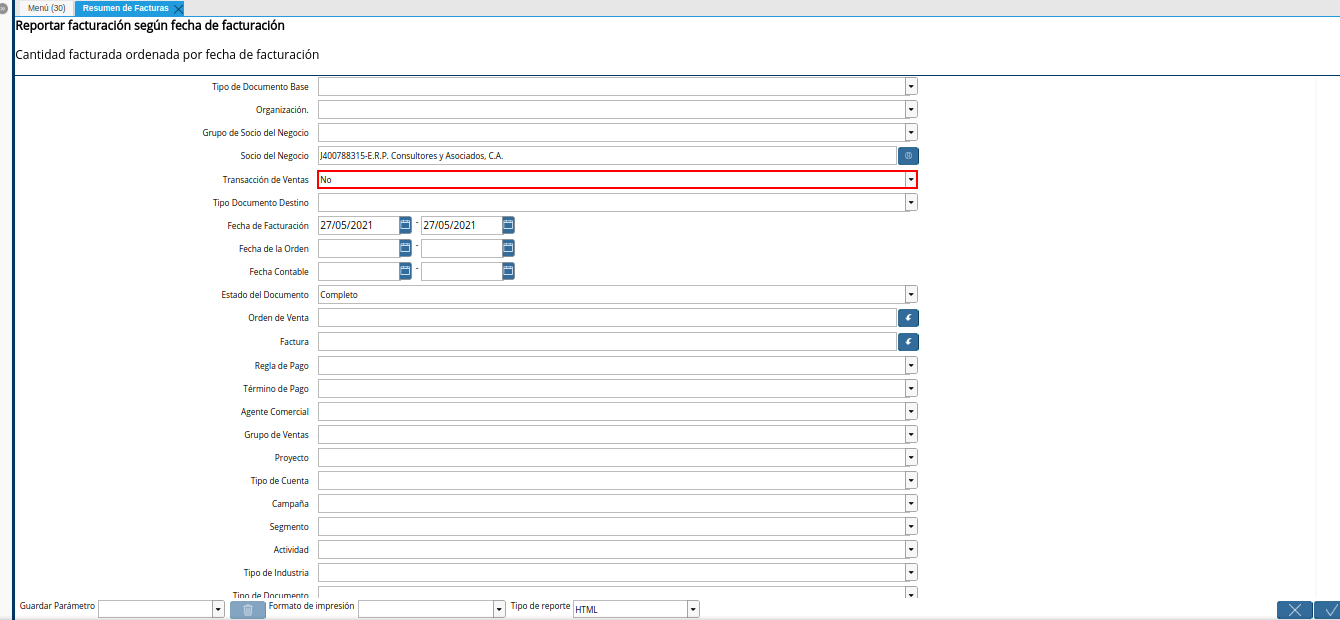 Menú (30) Resumen de Facturas
Reportar facturación según fecha de facturación
Cantidad facturada ordenada por fecha de facturación
Tipo de Documento Base
Organización.
Grupo de Socio del Negocio
Socio del Negocio J400788315-E.R.P. Consultores y Asociados, C.A.
Transacción de Ventas No
Tipo Documento Destino
Fecha de Facturación 27/05/2021 - 27/05/2021
Fecha de la Orden -
Fecha Contable -
Estado del Documento Completo
Orden de Venta
Factura
Regla de Pago
Término de Pago
Agente Comercial
Grupo de Ventas
Proyecto
Tipo de Cuenta
Campaña
Segmento
Actividad
Tipo de Industria
Tipo de Documento
Guardar Parámetro Formato de impresión Tipo de reporte HTML